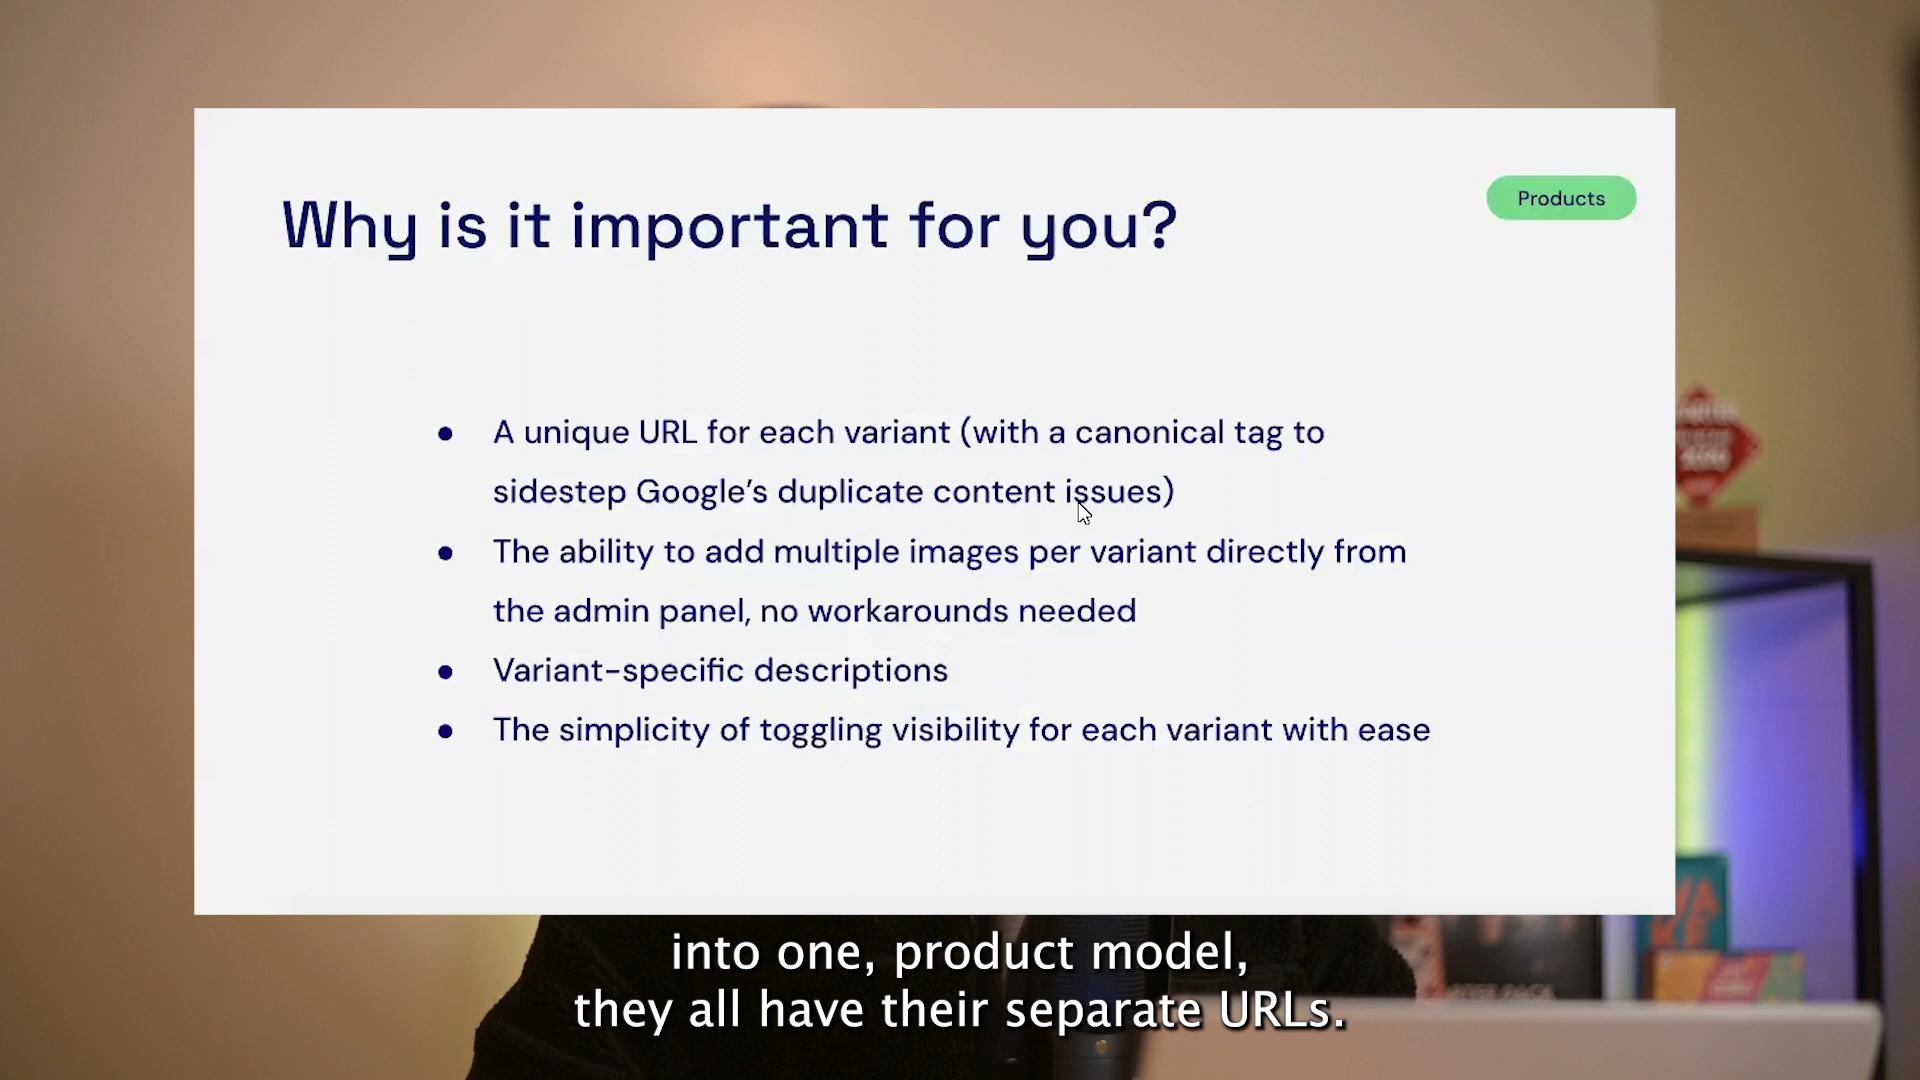 Why is it important for you?
Products
A unique URL for each variant (with a canonical tag to
sidestep Google's duplicate content issues)
The ability to add multiple images per variant directly from
the admin panel, no workarounds needed
Variant-specific descriptions
The simplicity of toggling visibility for each variant with ease
into one, product model,
they all have their separate URLs.